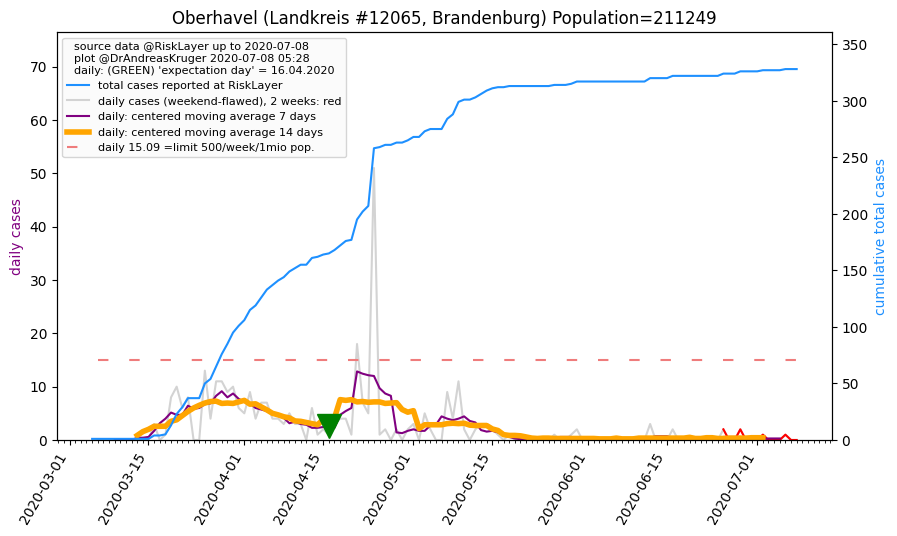 Oberhavel (Landkreis #12065, Brandenburg) Population=211249
source data @RiskLayer up to 2020-07-08
plot @DrAndreasKruger 2020-07-08 05:28
daily: (GREEN) 'expectation day' = 16.04.2020
total cases reported at RiskLayer
daily cases (weekend-flawed), 2 weeks: red
daily: centered moving average 7 days
daily: centered moving average 14 days
daily 15.09 =limit 500/week/1mio pop.
daily cases
70
60
50
40
30
20
10
0
cumulative total cases
350
300
250
200
150
100
50
0
2020-03-01
2020-03-15
2020-04-01
2020-04-15
2020-05-01
2020-05-15
2020-06-01
2020-06-15
2020-07-01